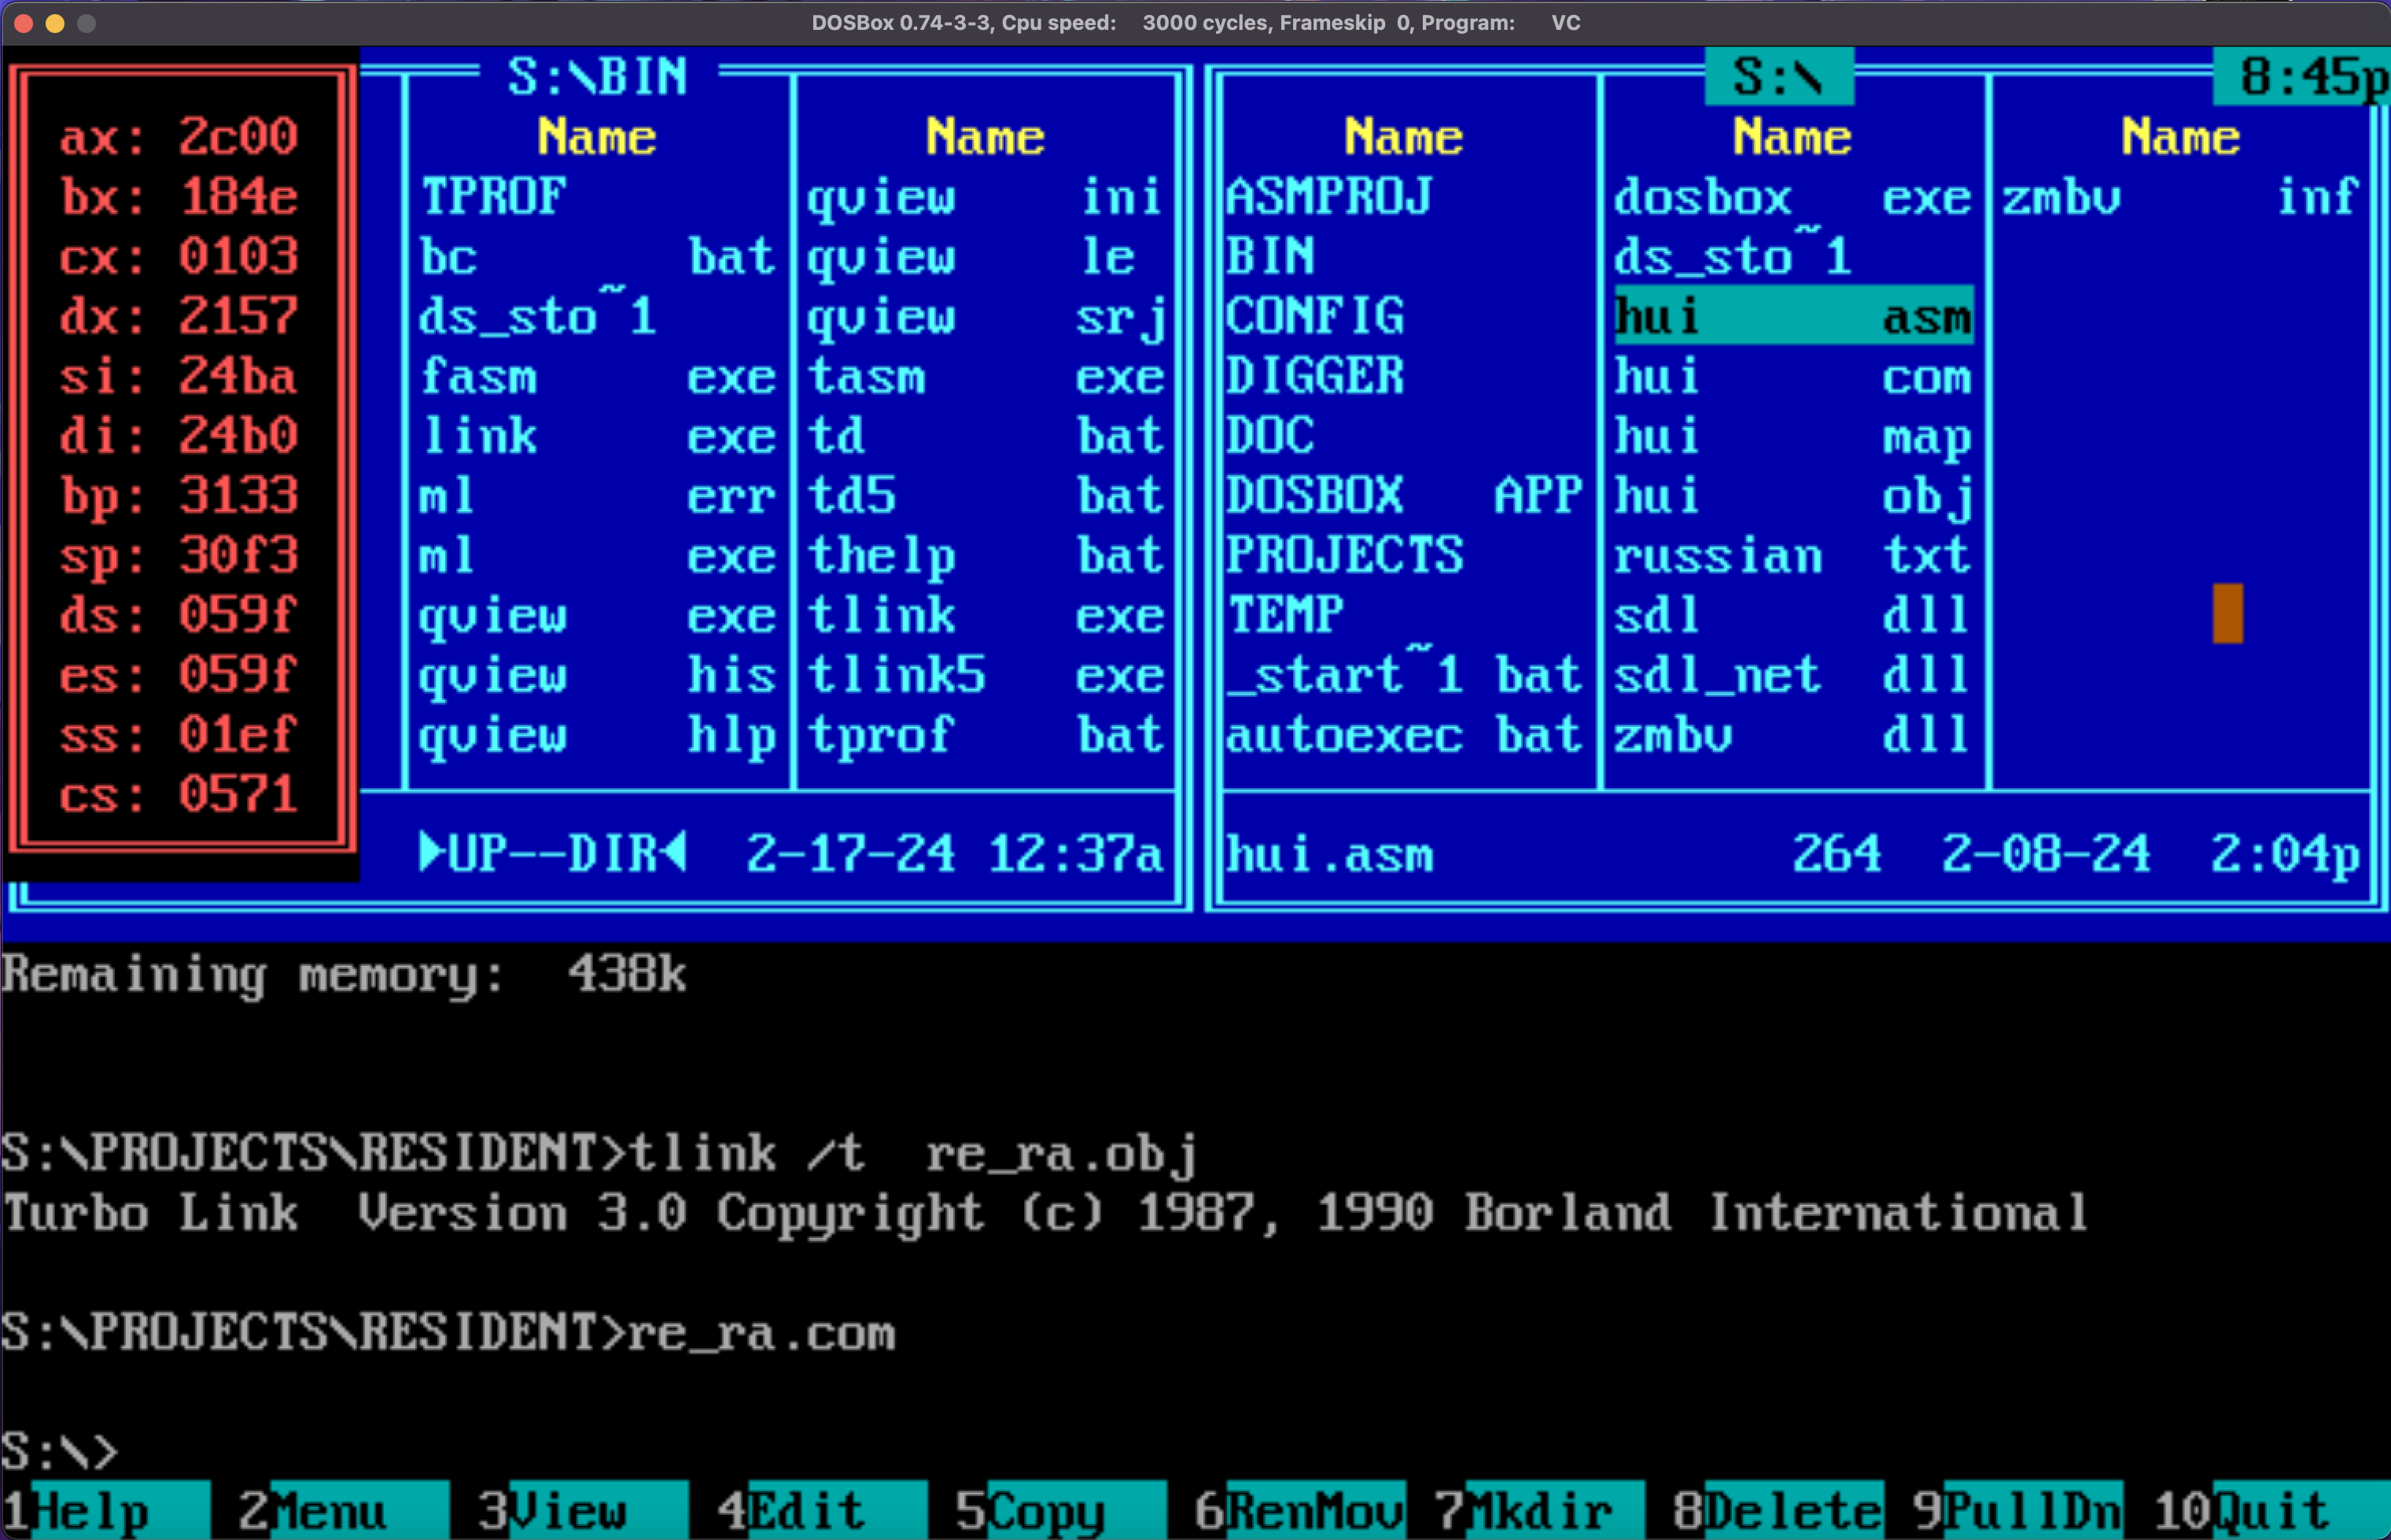 DOSBox 0.74-3-3, Cpu speed: 3000 cycles, Frameskip 0, Program: VC
S:\BIN S:\ 8:45p
ax: 2c00 Name Name Name Name Name
bx: 184e TPROF qview ini ASMPROJ dosbox exe zmbv inf
cx: 0103 bc bat qview le BIN ds_sto~1
dx: 2157 ds_sto~1 qview srj CONFIG hui asm
si: 24ba fasm exe tasm exe DIGGER hui com
di: 24b0 link exe td bat DOC hui map
bp: 3133 ml err td5 bat DOSBOX APP hui obj
sp: 30f3 ml exe thelp bat PROJECTS russian txt
ds: 059f qview exe tlink exe TEMP sdl dll
es: 059f qview his tlink5 exe _start~1 bat sdl_net dll
ss: 01ef qview hlp tprof bat autoexec bat zmbv dll
cs: 0571
►UP--DIR◄ 2-17-24 12:37a hui.asm 264 2-08-24 2:04p
Remaining memory: 438k
S:\PROJECTS\RESIDENT>tlink /t re_ra.obj
Turbo Link Version 3.0 Copyright (c) 1987, 1990 Borland International
S:\PROJECTS\RESIDENT>re_ra.com
S:\>
1Help 2Menu 3View 4Edit 5Copy 6RenMov 7Mkdir 8Delete 9PullDn 10Quit